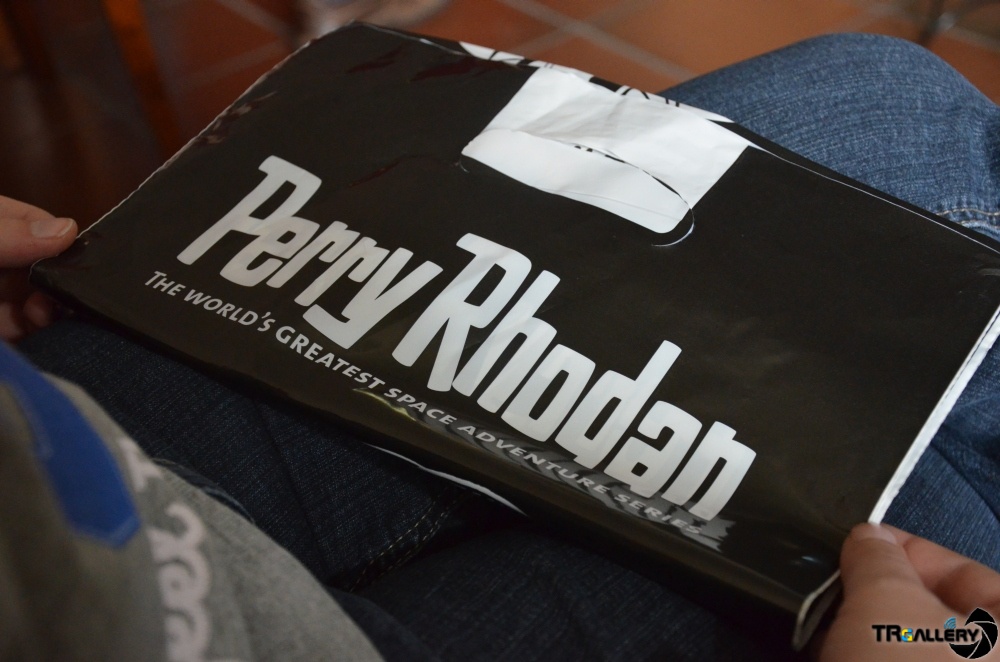 Perry Rhodan
THE WORLD'S GREATEST SPACE ADVENTURE SERIES
TRGALLERY